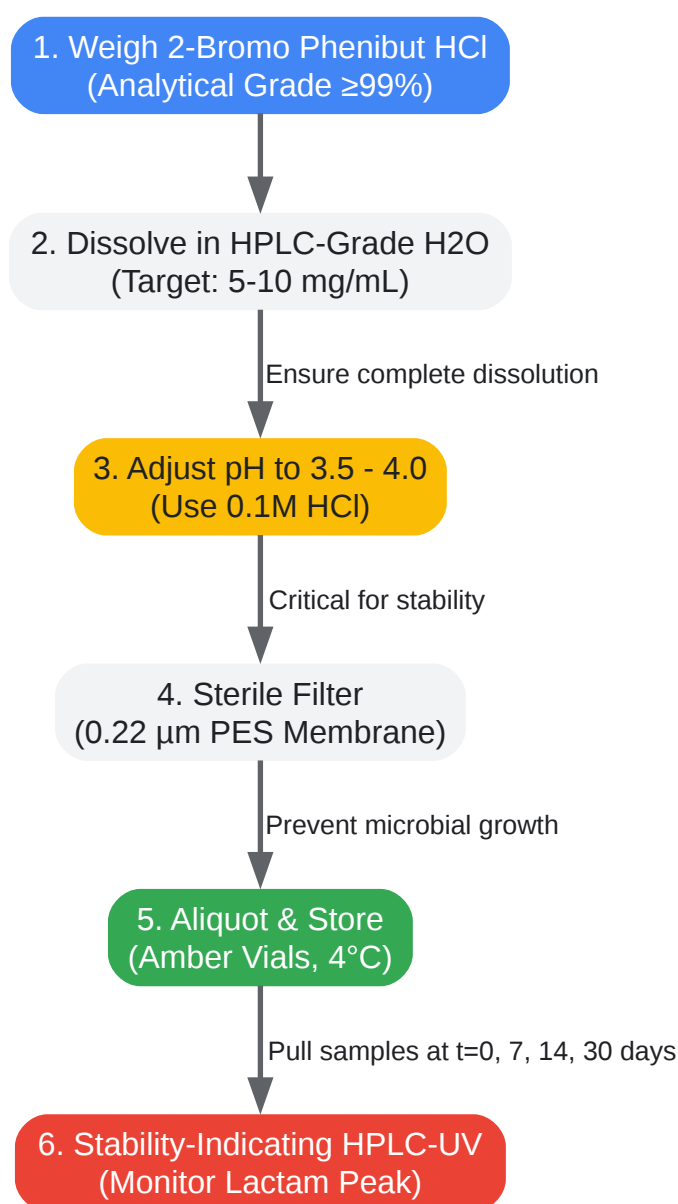 1. Weigh 2-Bromo Phenibut HCl
(Analytical Grade ≥99%)
2. Dissolve in HPLC-Grade H2O
(Target: 5-10 mg/mL)
Ensure complete dissolution
3. Adjust pH to 3.5 - 4.0
(Use 0.1M HCl)
Critical for stability
4. Sterile Filter
(0.22 µm PES Membrane)
Prevent microbial growth
5. Aliquot & Store
(Amber Vials, 4°C)
Pull samples at t=0, 7, 14, 30 days
6. Stability-Indicating HPLC-UV
(Monitor Lactam Peak)